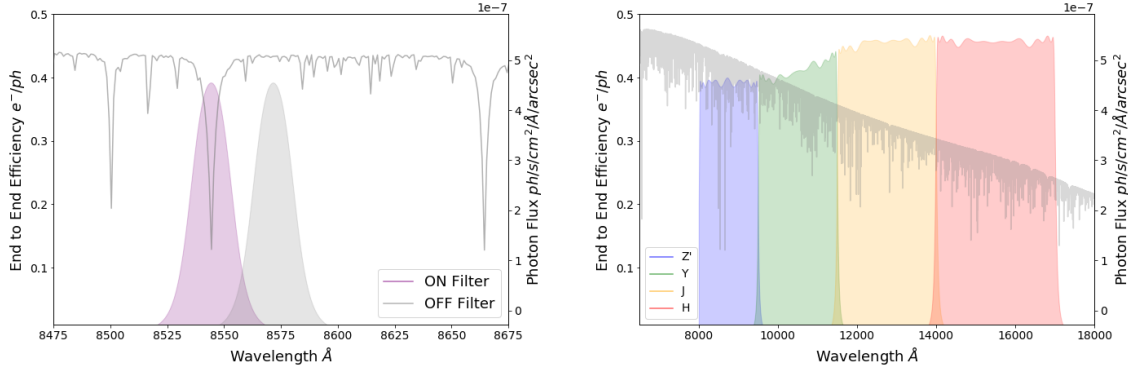 1e−7
0.5
0.4
0.3
0.2
0.1
End to End Efficiency e⁻/ph
5
4
3
2
1
0
Photon Flux ph/s/cm²/Å/arcsec²
ON Filter
OFF Filter
8475 8500 8525 8550 8575 8600 8625 8650 8675
Wavelength Å
1e−7
0.5
0.4
0.3
0.2
0.1
End to End Efficiency e⁻/ph
5
4
3
2
1
0
Photon Flux ph/s/cm²/Å/arcsec²
Z'
Y
J
H
8000 10000 12000 14000 16000 18000
Wavelength Å